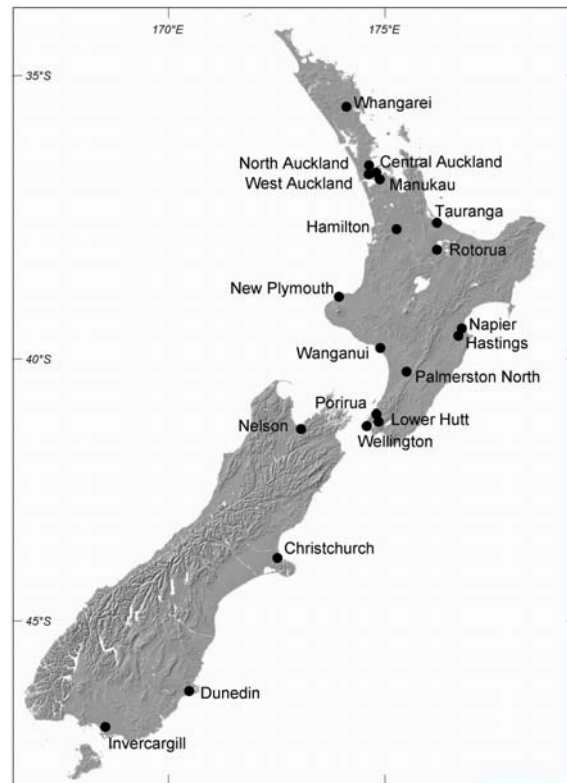 170°E
175°E
35°S
Whangarei
North Auckland
Central Auckland
West Auckland
Manukau
Tauranga
Hamilton
Rotorua
New Plymouth
Napier
Hastings
40°S
Wanganui
Palmerston North
Porirua
Lower Hutt
Nelson
Wellington
Christchurch
45°S
Dunedin
Invercargill